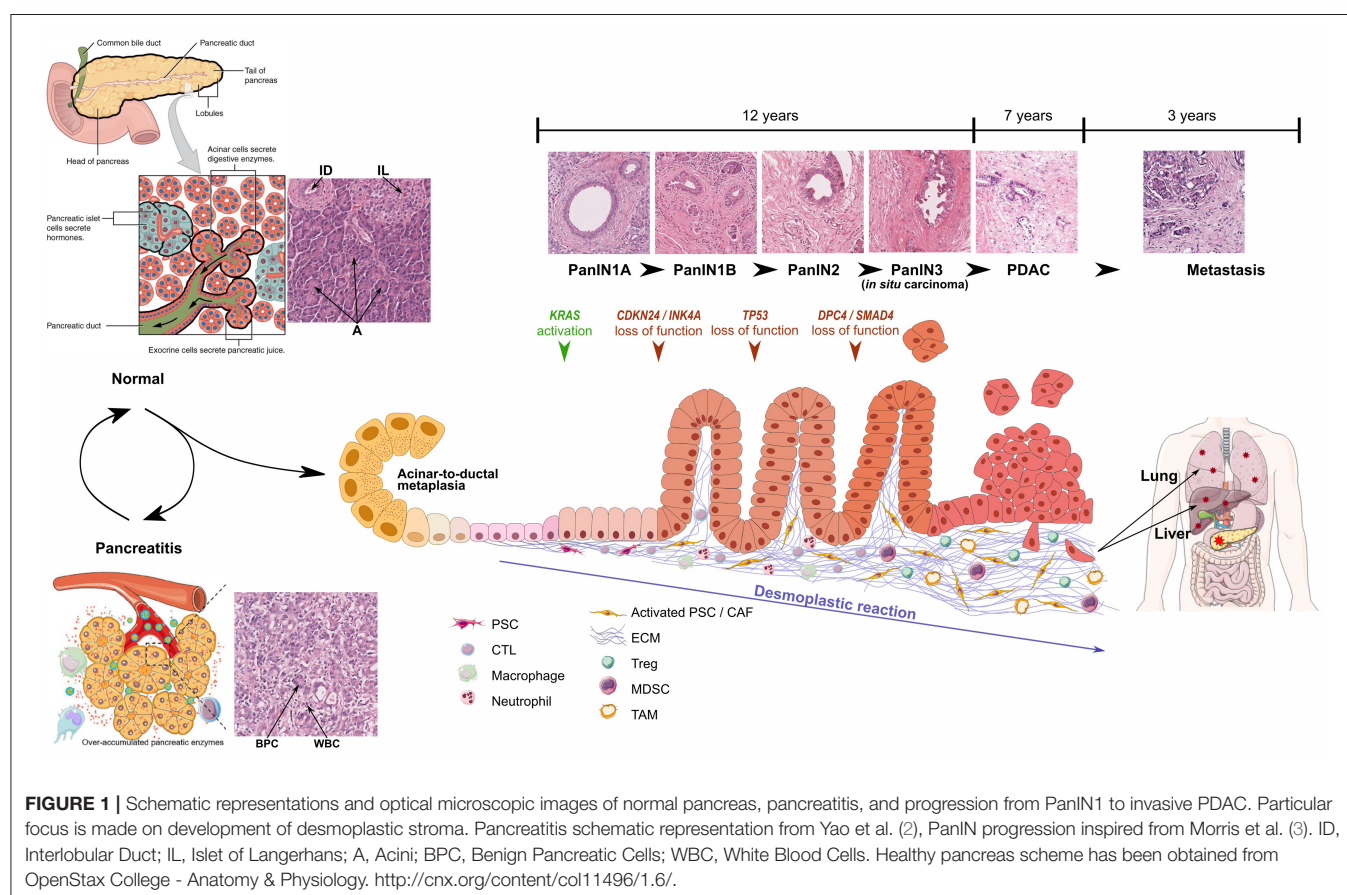 Common bile duct
Pancreatic duct
Tail of
pancreas
Lobules
Head of pancreas
Acinar cells secrete
digestive enzymes.
Pancreatic islet
cells secrete
hormones.
Pancreatic duct
Exocrine cells secrete pancreatic juice.
ID
IL
A
12 years
7 years
3 years
PanIN1A
PanIN1B
PanIN2
PanIN3
(in situ carcinoma)
PDAC
Metastasis
KRAS
activation
CDKN24 / INK4A
loss of function
TP53
loss of function
DPC4 / SMAD4
loss of function
Normal
Pancreatitis
Acinar-to-ductal
metaplasia
Lung
Liver
Desmoplastic reaction
PSC
CTL
Macrophage
Neutrophil
Activated PSC / CAF
ECM
Treg
MDSC
TAM
Over-accumulated pancreatic enzymes
BPC
WBC
FIGURE 1 | Schematic representations and optical microscopic images of normal pancreas, pancreatitis, and progression from PanIN1 to invasive PDAC. Particular
focus is made on development of desmoplastic stroma. Pancreatitis schematic representation from Yao et al. (2), PanIN progression inspired from Morris et al. (3). ID,
Interlobular Duct; IL, Islet of Langerhans; A, Acini; BPC, Benign Pancreatic Cells; WBC, White Blood Cells. Healthy pancreas scheme has been obtained from
OpenStax College - Anatomy & Physiology. http://cnx.org/content/col11496/1.6/.